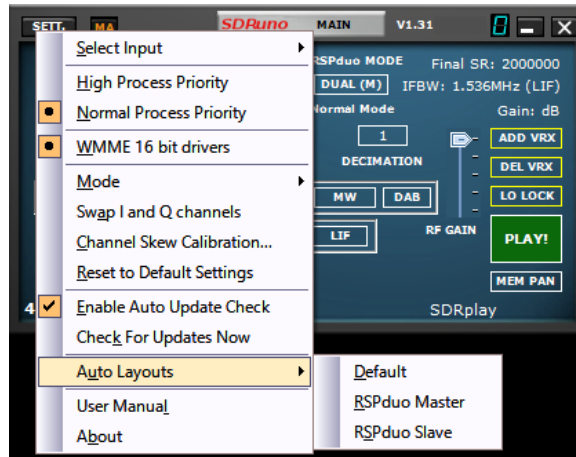 SETT. MA SDRuno MAIN V1.31
Select Input
High Process Priority
Normal Process Priority
WMME 16 bit drivers
Mode
Swap I and Q channels
Channel Skew Calibration...
Reset to Default Settings
Enable Auto Update Check
Check For Updates Now
Auto Layouts
User Manual
About
Default
RSPduo Master
RSPduo Slave
RSPduo MODE Final SR: 2000000
DUAL (M) IFBW: 1.536MHz (LIF)
Normal Mode Gain: dB
1 ADD VRX
DECIMATION DEL VRX
MW DAB LO LOCK
LIF RF GAIN PLAY!
MEM PAN
4 SDRplay